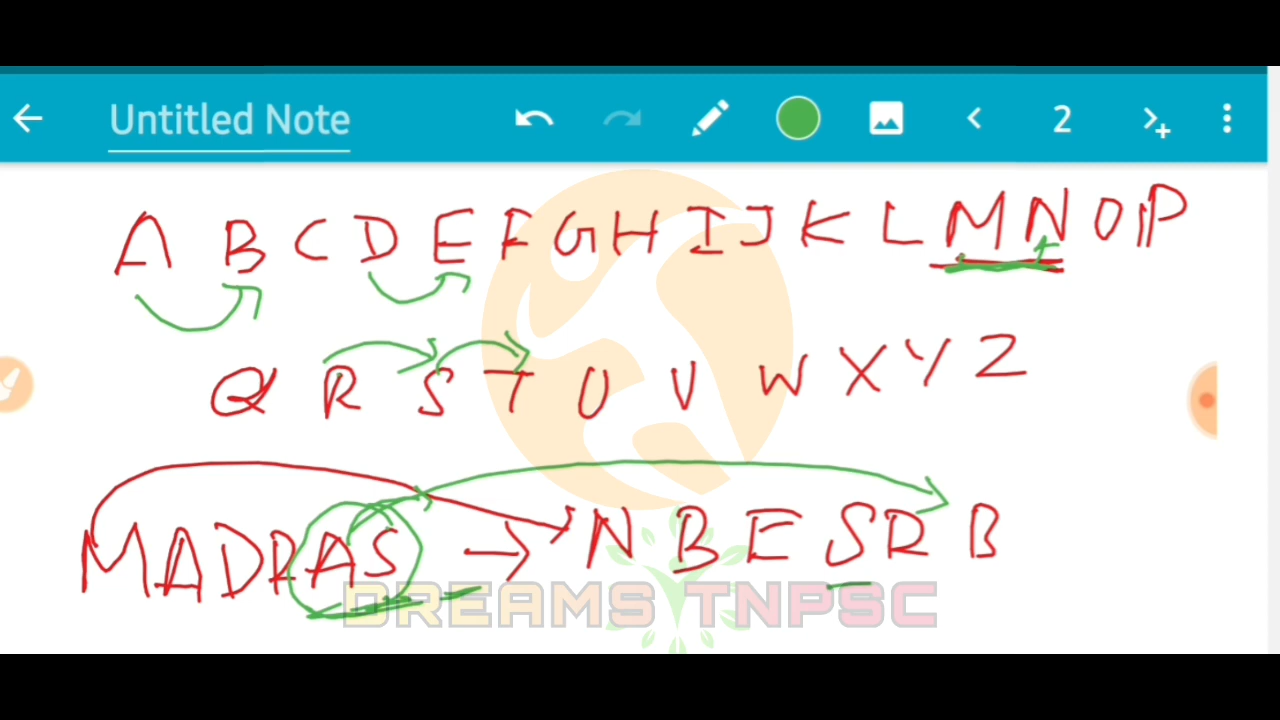 Untitled Note
2
A B C D E F G H I J K L M N O P
Q R S T U V W X Y Z
MADRAS → N B E S R B
DREAMS TNPSC